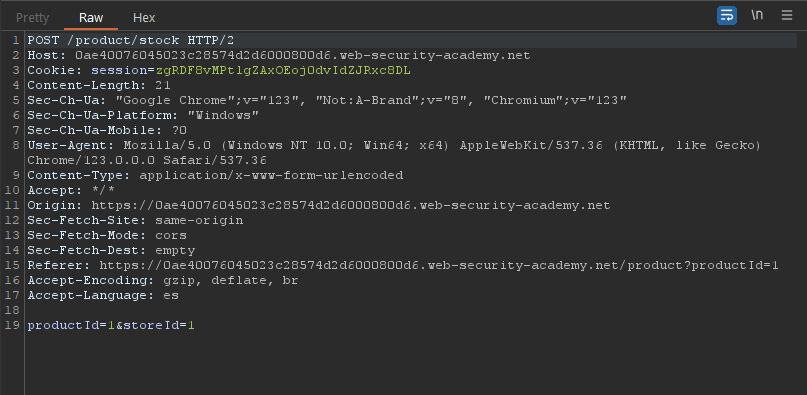 Pretty Raw Hex \n
1 POST /product/stock HTTP/2
2 Host: 0ae40076045023c28574d2d6000800d6.web-security-academy.net
3 Cookie: session=zgRDF8vMPtlgZAxOEojOdvIdZJRxc8DL
4 Content-Length: 21
5 Sec-Ch-Ua: "Google Chrome";v="123", "Not:A-Brand";v="8", "Chromium";v="123"
6 Sec-Ch-Ua-Platform: "Windows"
7 Sec-Ch-Ua-Mobile: ?0
8 User-Agent: Mozilla/5.0 (Windows NT 10.0; Win64; x64) AppleWebKit/537.36 (KHTML, like Gecko)
Chrome/123.0.0.0 Safari/537.36
9 Content-Type: application/x-www-form-urlencoded
10 Accept: */*
11 Origin: https://0ae40076045023c28574d2d6000800d6.web-security-academy.net
12 Sec-Fetch-Site: same-origin
13 Sec-Fetch-Mode: cors
14 Sec-Fetch-Dest: empty
15 Referer: https://0ae40076045023c28574d2d6000800d6.web-security-academy.net/product?productId=1
16 Accept-Encoding: gzip, deflate, br
17 Accept-Language: es
18
19 productId=1&storeId=1